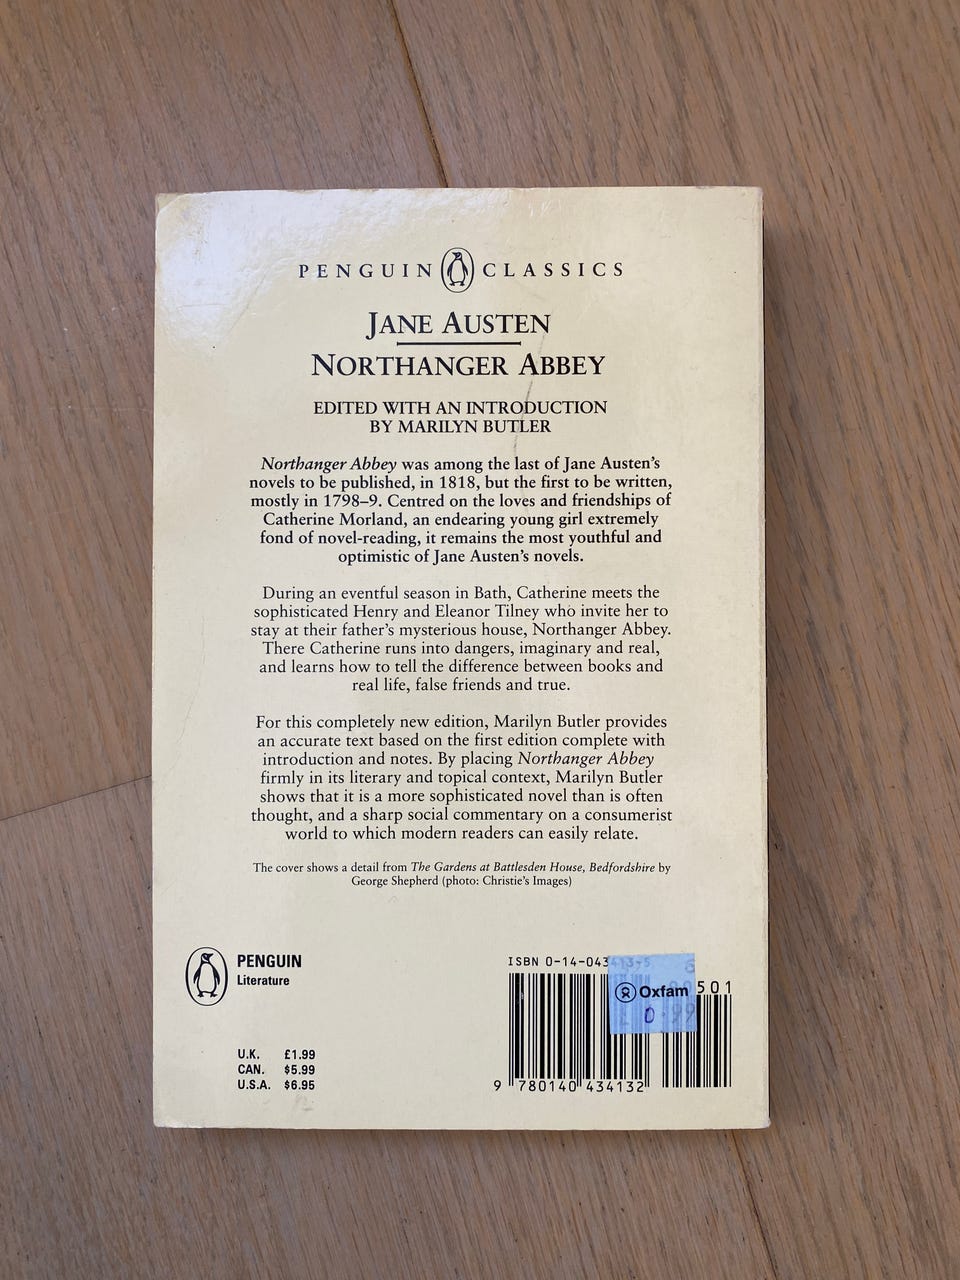 PENGUIN CLASSICS
JANE AUSTEN
NORTHANGER ABBEY
EDITED WITH AN INTRODUCTION
BY MARILYN BUTLER
Northanger Abbey was among the last of Jane Austen's
novels to be published, in 1818, but the first to be written,
mostly in 1798–9. Centred on the loves and friendships of
Catherine Morland, an endearing young girl extremely
fond of novel-reading, it remains the most youthful and
optimistic of Jane Austen's novels.
During an eventful season in Bath, Catherine meets the
sophisticated Henry and Eleanor Tilney who invite her to
stay at their father's mysterious house, Northanger Abbey.
There Catherine runs into dangers, imaginary and real,
and learns how to tell the difference between books and
real life, false friends and true.
For this completely new edition, Marilyn Butler provides
an accurate text based on the first edition complete with
introduction and notes. By placing Northanger Abbey
firmly in its literary and topical context, Marilyn Butler
shows that it is a more sophisticated novel than is often
thought, and a sharp social commentary on a consumerist
world to which modern readers can easily relate.
The cover shows a detail from The Gardens at Battlesden House, Bedfordshire by
George Shepherd (photo: Christie's Images)
PENGUIN
Literature
U.K. £1.99
CAN. $5.99
U.S.A. $6.95
ISBN 0-14-043413-5
501
Oxfam
£ 0.99
9 780140 434132